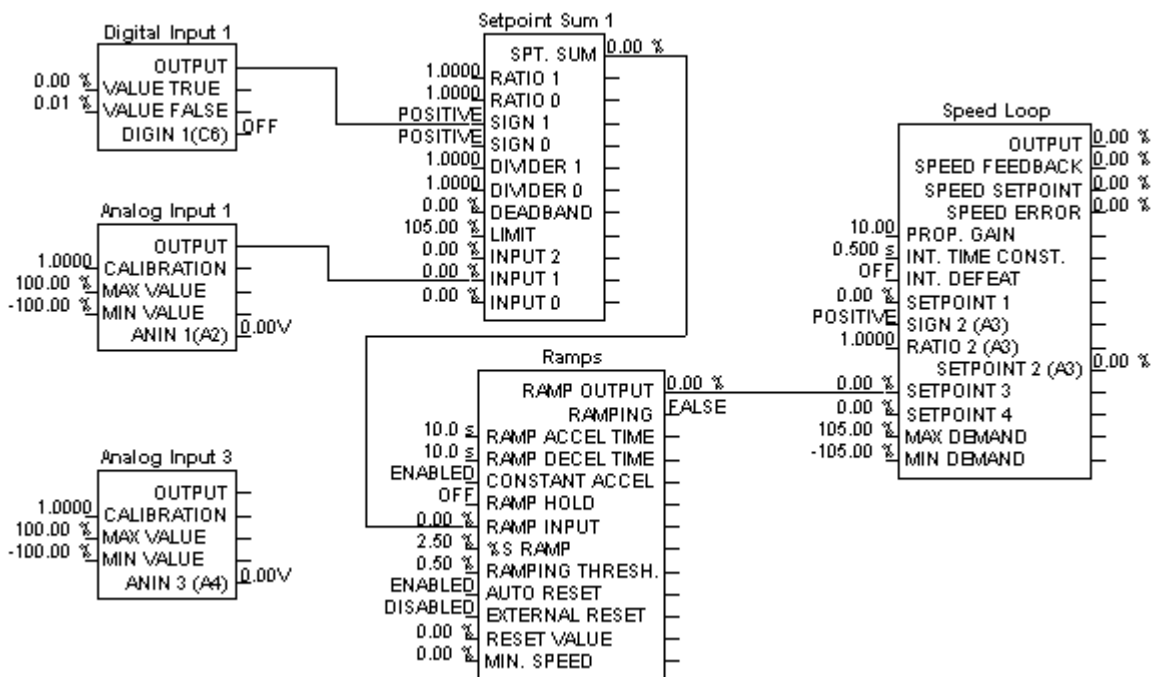 Digital Input 1
OUTPUT
0.00 % VALUE TRUE
0.01 % VALUE FALSE
DIGIN 1(C6) OFF
Analog Input 1
OUTPUT
1.0000 CALIBRATION
100.00 % MAX VALUE
-100.00 % MIN VALUE
ANIN 1(A2) 0.00V
Analog Input 3
OUTPUT
1.0000 CALIBRATION
100.00 % MAX VALUE
-100.00 % MIN VALUE
ANIN 3 (A4) 0.00V
Setpoint Sum 1
SPT. SUM 0.00 %
1.0000 RATIO 1
1.0000 RATIO 0
POSITIVE SIGN 1
POSITIVE SIGN 0
1.0000 DIVIDER 1
1.0000 DIVIDER 0
0.00 % DEADBAND
105.00 % LIMIT
0.00 % INPUT 2
0.00 % INPUT 1
0.00 % INPUT 0
Ramps
RAMP OUTPUT 0.00 %
RAMPING FALSE
10.0 s RAMP ACCEL TIME
10.0 s RAMP DECEL TIME
ENABLED CONSTANT ACCEL
OFF RAMP HOLD
0.00 % RAMP INPUT
2.50 % %S RAMP
0.50 % RAMPING THRESH.
ENABLED AUTO RESET
DISABLED EXTERNAL RESET
0.00 % RESET VALUE
0.00 % MIN. SPEED
Speed Loop
OUTPUT 0.00 %
SPEED FEEDBACK 0.00 %
SPEED SETPOINT 0.00 %
SPEED ERROR 0.00 %
10.00 PROP. GAIN
0.500 s INT. TIME CONST.
OFF INT. DEFEAT
0.00 % SETPOINT 1
POSITIVE SIGN 2 (A3)
1.0000 RATIO 2 (A3)
SETPOINT 2 (A3) 0.00 %
0.00 % SETPOINT 3
0.00 % SETPOINT 4
105.00 % MAX DEMAND
-105.00 % MIN DEMAND